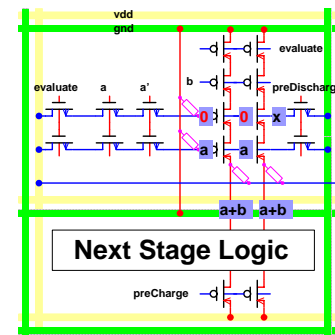 vdd
gnd
evaluate
b
evaluate a a' preDischarg
0 0 x
a a
a+b a+b
Next Stage Logic
preCharge